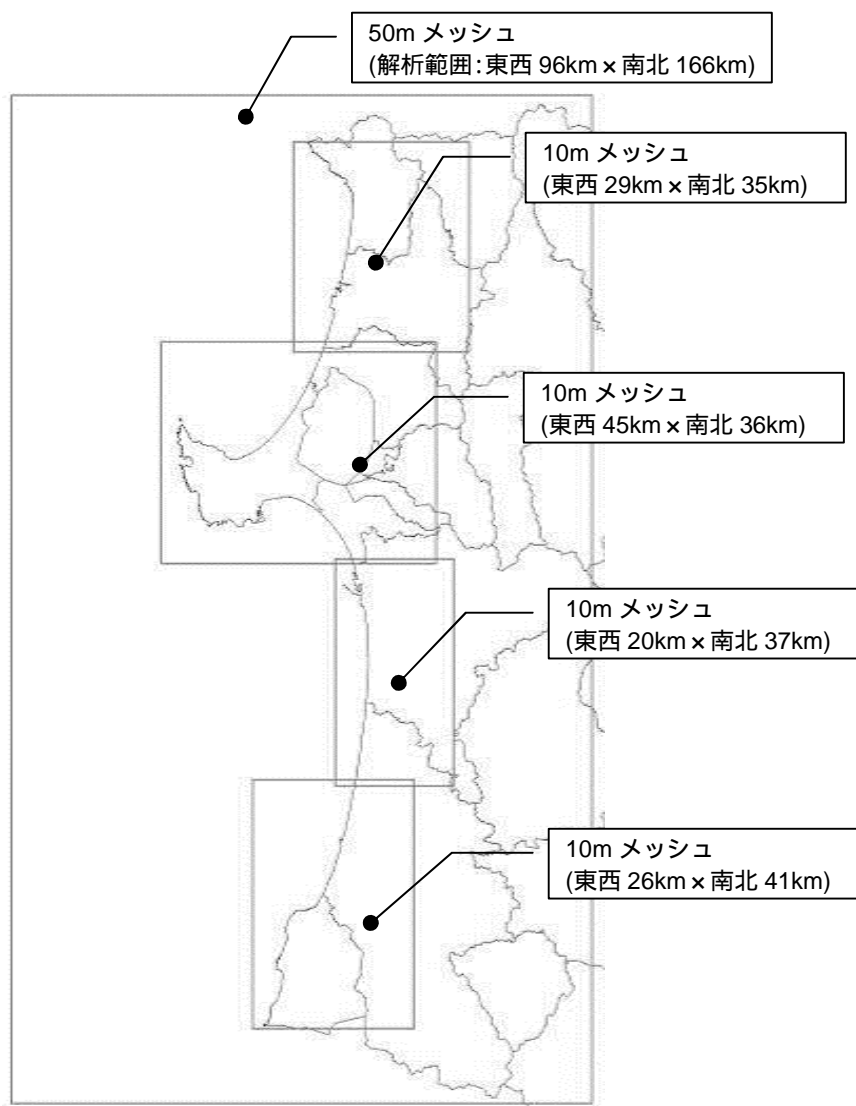 50m メッシュ
(解析範囲:東西 96km × 南北 166km)
10m メッシュ
(東西 29km × 南北 35km)
10m メッシュ
(東西 45km × 南北 36km)
10m メッシュ
(東西 20km × 南北 37km)
10m メッシュ
(東西 26km × 南北 41km)